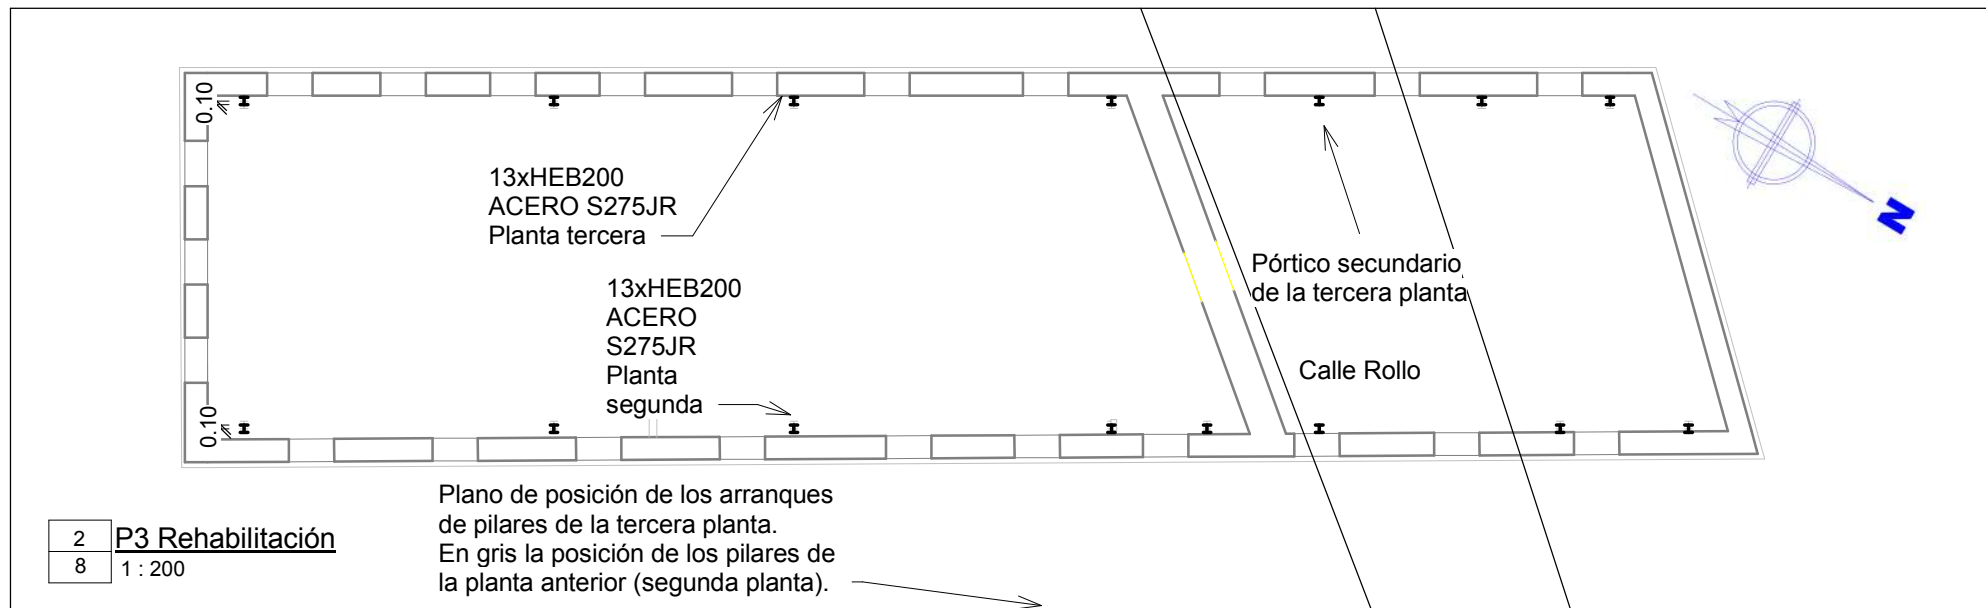 0.10
13xHEB200
ACERO S275JR
Planta tercera
N
Pórtico secundario
de la tercera planta
13xHEB200
ACERO
S275JR
Planta
segunda
Calle Rollo
0.10
Plano de posición de los arranques
de pilares de la tercera planta.
En gris la posición de los pilares de
la planta anterior (segunda planta).
2
P3 Rehabilitación
8
1 : 200